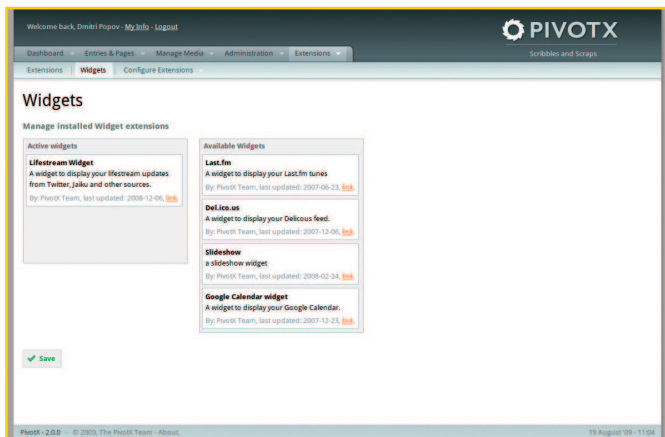 Welcome back, Dmitri Popov - My Info - Logout
PIVOTX
Dashboard Entries & Pages Manage Media Administration Extensions
Scribbles and Scraps
Extensions Widgets Configure Extensions
Widgets
Manage installed Widget extensions
Active widgets
Lifestream Widget
A widget to display your lifestream updates
from Twitter, Jaiku and other sources.
By: PivotX Team, last updated: 2008-12-06, link.
Available Widgets
Last.fm
A widget to display your Last.fm tunes
By: PivotX Team, last updated: 2007-06-23, link.
Del.ico.us
A widget to display your Delicous feed.
By: PivotX Team, last updated: 2007-12-06, link.
Slideshow
a slideshow widget
By: PivotX Team, last updated: 2008-02-24, link.
Google Calendar widget
A widget to display your Google Calendar.
By: PivotX Team, last updated: 2007-12-23, link.
Save
PivotX - 2.0.0 - © 2009, The PivotX Team - About.
15 August '09 - 11:04